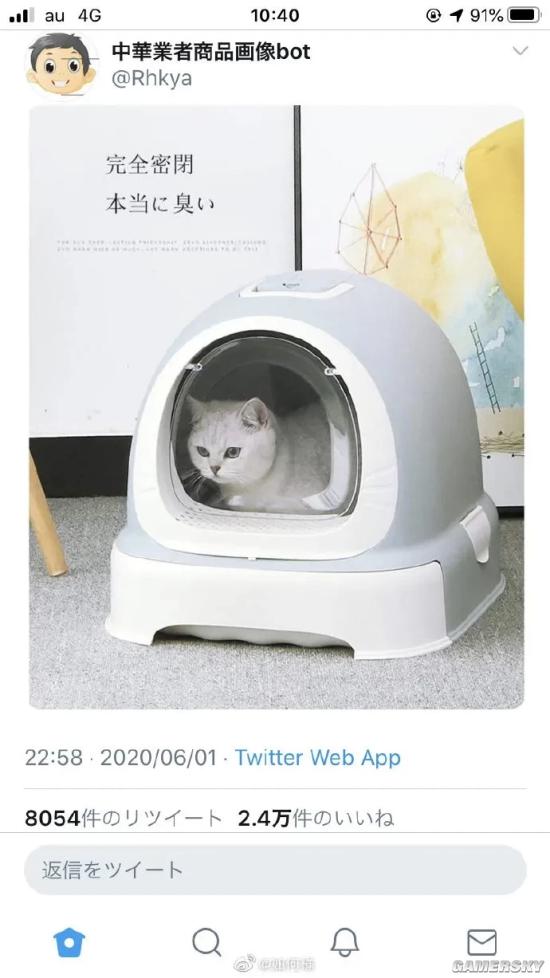 au 4G 10:40 91%
中華業者商品画像bot
@Rhkya
完全密閉
本当に臭い
22:58 · 2020/06/01 · Twitter Web App
8054件のリツイート 2.4万件のいいね
返信をツイート
GAMERSKY